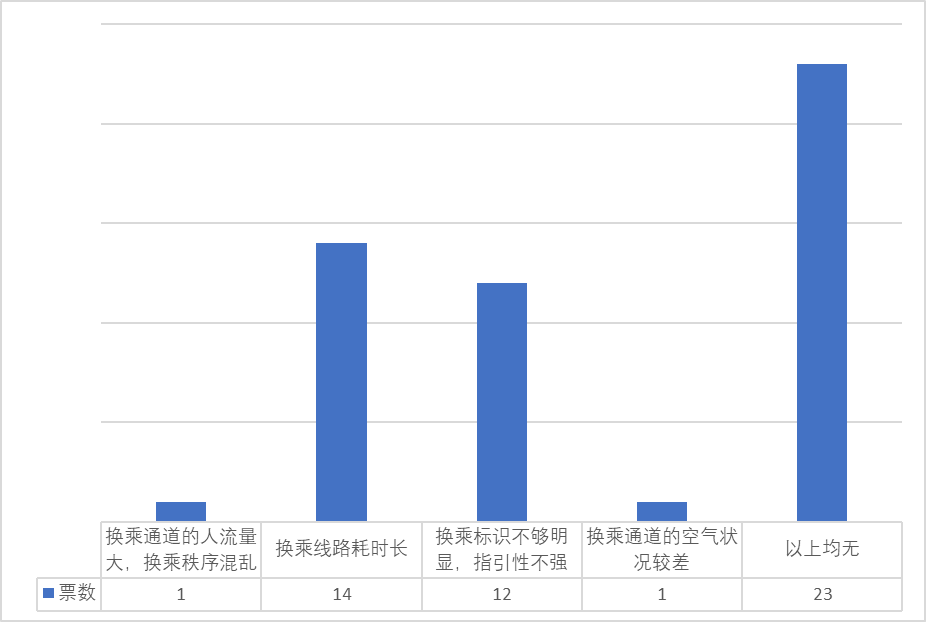 换乘通道的人流量
大，换乘秩序混乱
换乘线路耗时长
换乘标识不够明
显，指引性不强
换乘通道的空气状
况较差
以上均无
票数
1
14
12
1
23